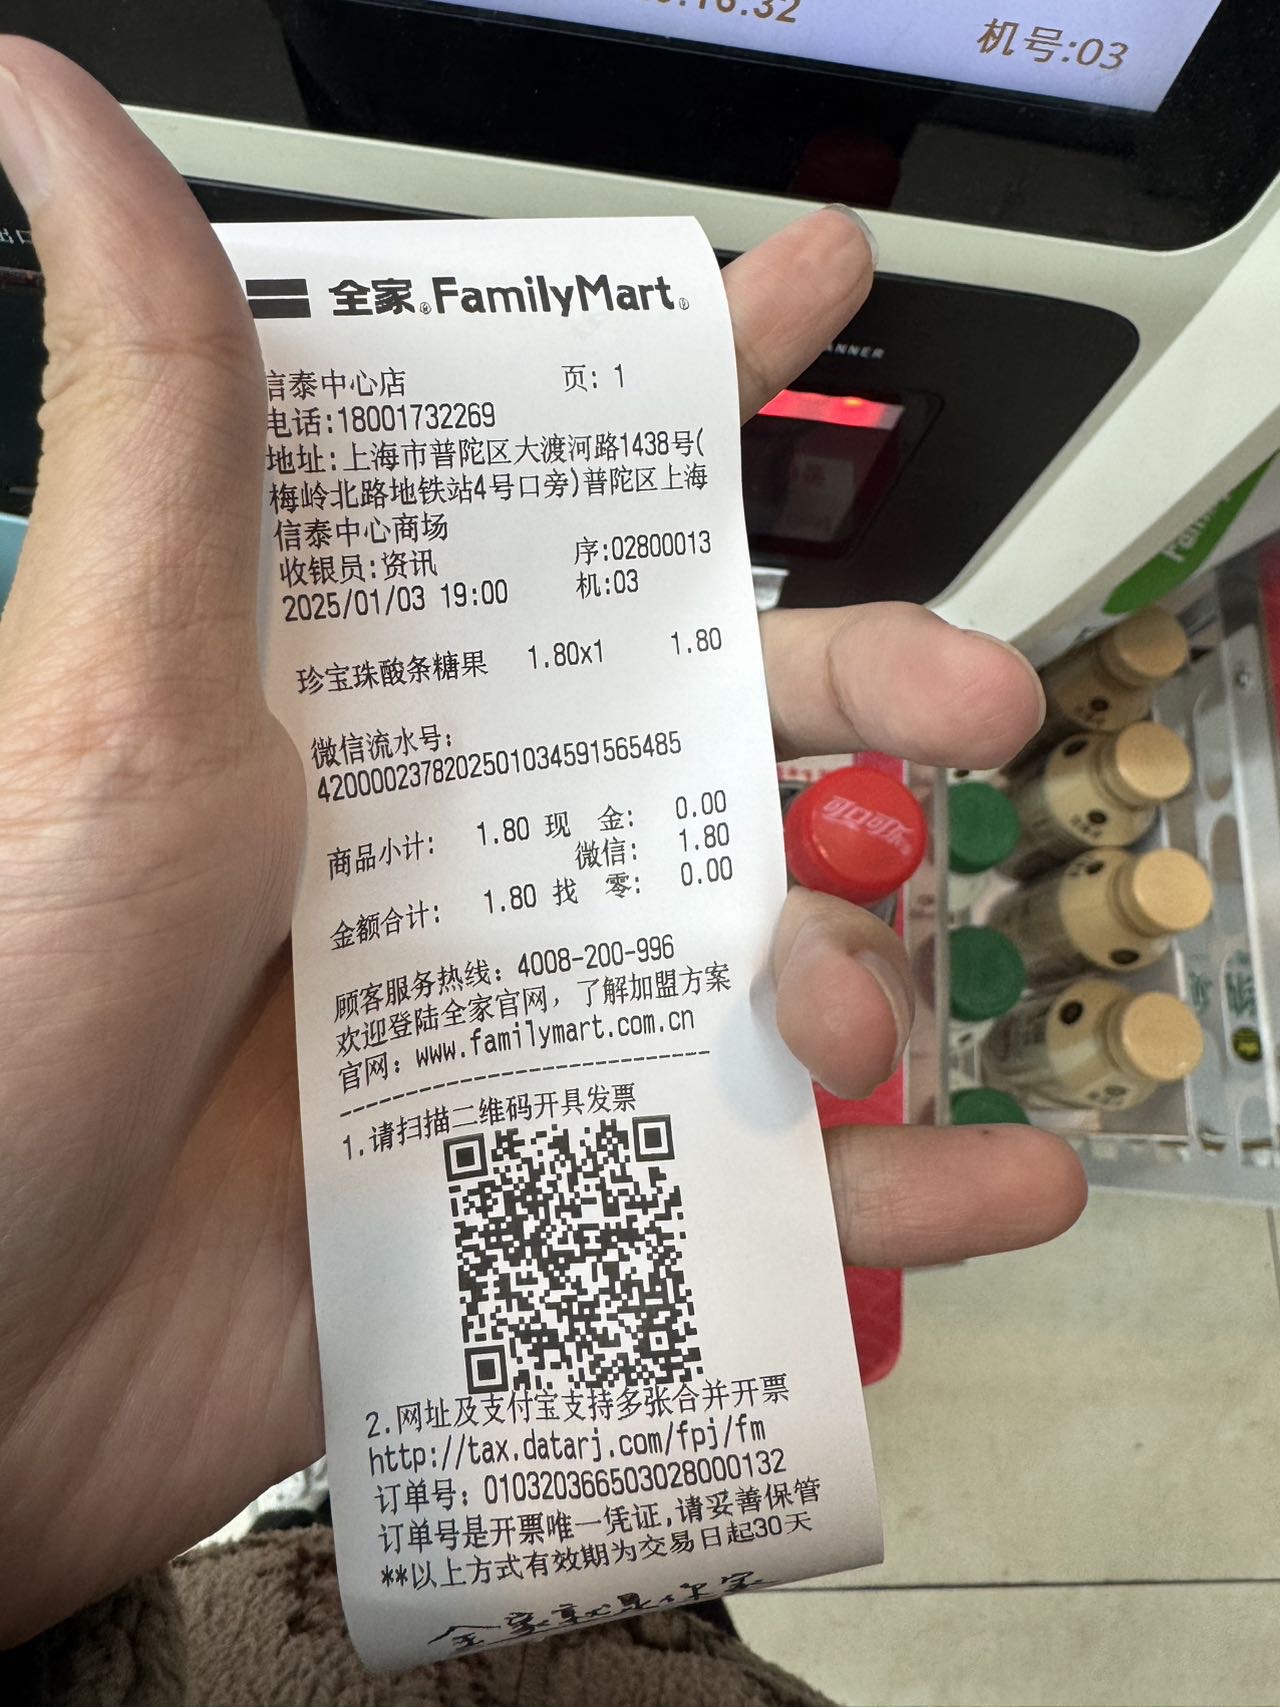 机号:03
全家®FamilyMart®
信泰中心店 页: 1
电话:18001732269
地址:上海市普陀区大渡河路1438号(
梅岭北路地铁站4号口旁)普陀区上海
信泰中心商场
收银员:资讯 序:02800013
2025/01/03 19:00 机:03
珍宝珠酸条糖果 1.80x1 1.80
微信流水号:
4200002378202501034591565485
商品小计: 1.80 现 金: 0.00
微信: 1.80
金额合计: 1.80 找 零: 0.00
顾客服务热线: 4008-200-996
欢迎登陆全家官网, 了解加盟方案
官网: www.familymart.com.cn
1.请扫描二维码开具发票
2.网址及支付宝支持多张合并开票
http://tax.datarj.com/fpj/fm
订单号: 010320366503028000132
订单号是开票唯一凭证,请妥善保管
**以上方式有效期为交易日起30天
全家就是你家
可口可乐